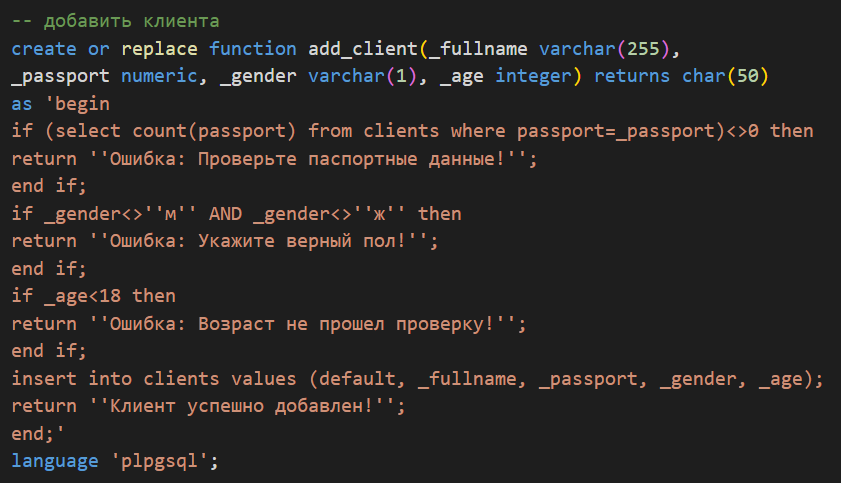 -- добавить клиента
create or replace function add_client(_fullname varchar(255),
_passport numeric, _gender varchar(1), _age integer) returns char(50)
as 'begin
if (select count(passport) from clients where passport=_passport)<>0 then
return ''Ошибка: Проверьте паспортные данные!'';
end if;
if _gender<>''м'' AND _gender<>''ж'' then
return ''Ошибка: Укажите верный пол!'';
end if;
if _age<18 then
return ''Ошибка: Возраст не прошел проверку!'';
end if;
insert into clients values (default, _fullname, _passport, _gender, _age);
return ''Клиент успешно добавлен!'';
end;'
language 'plpgsql';